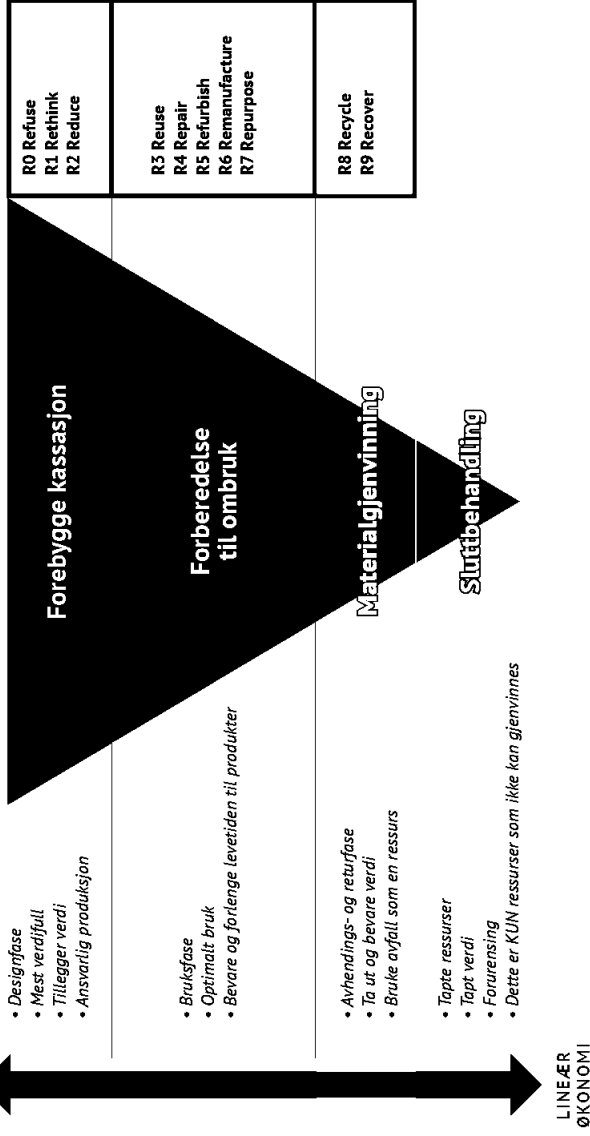 • Designfase
• Mest verdifull
• Tillegger verdi
• Ansvarlig produksjon
Forebygge kassasjon
R0 Refuse
R1 Rethink
R2 Reduce
• Bruksfase
• Optimalt bruk
• Bevare og forlenge levetiden til produkter
Forberedelse
til ombruk
R3 Reuse
R4 Repair
R5 Refurbish
R6 Remanufacture
R7 Repurpose
• Avhendings- og returfase
• Ta ut og bevare verdi
• Bruke avfall som en ressurs
Materialgjenvinning
R8 Recycle
R9 Recover
• Tapte ressurser
• Tapt verdi
• Forurensing
• Dette er KUN ressurser som ikke kan gjenvinnes
Sluttbehandling
LINEÆR
ØKONOMI